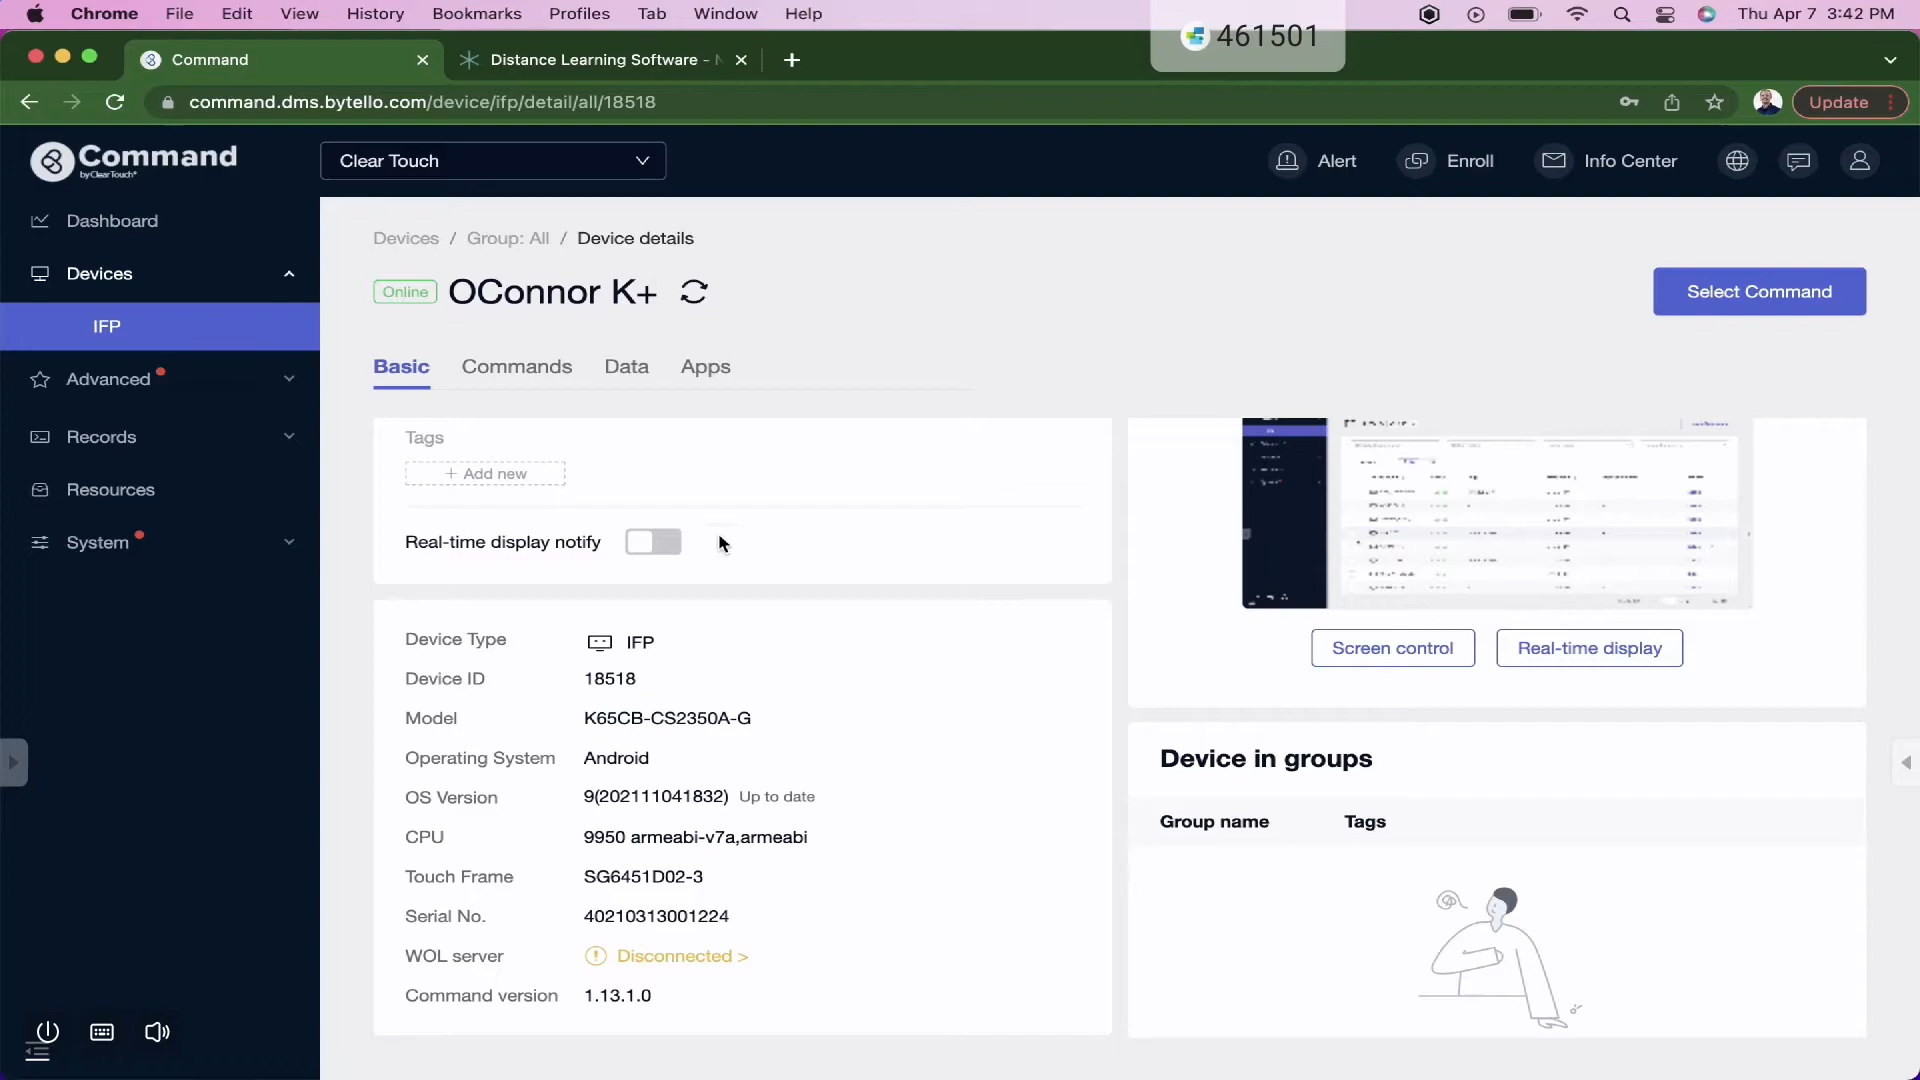 Chrome File Edit View History Bookmarks Profiles Tab Window Help
Thu Apr 7 3:42 PM
461501
Command
Distance Learning Software -
command.dms.bytello.com/device/ifp/detail/all/18518
Update
Command
by ClearTouch
Clear Touch
Alert
Enroll
Info Center
Dashboard
Devices
IFP
Advanced
Records
Resources
System
Devices / Group: All / Device details
Online OConnor K+
Select Command
Basic Commands Data Apps
Tags
+ Add new
Real-time display notify
Device Type IFP
Device ID 18518
Model K65CB-CS2350A-G
Operating System Android
OS Version 9(202111041832) Up to date
CPU 9950 armeabi-v7a,armeabi
Touch Frame SG6451D02-3
Serial No. 40210313001224
WOL server Disconnected >
Command version 1.13.1.0
Screen control
Real-time display
Device in groups
Group name Tags